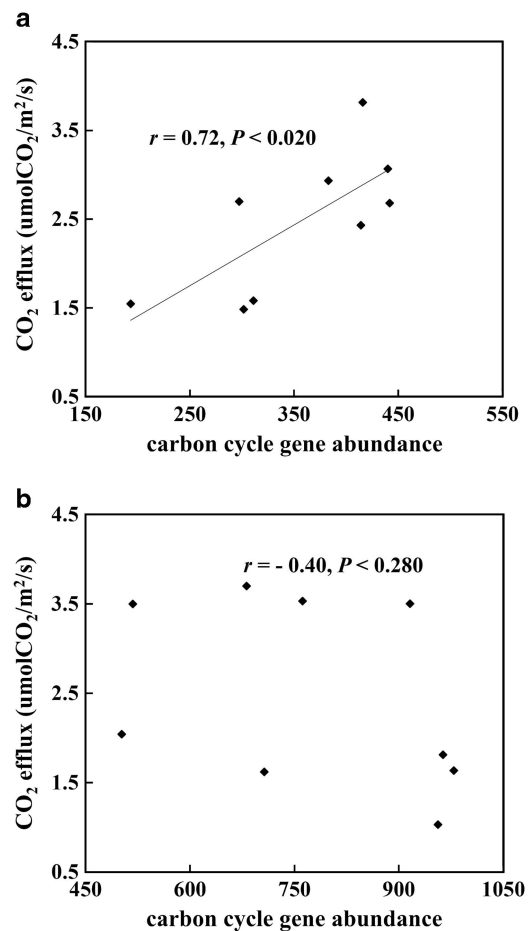 a
4.5
3.5
2.5
1.5
0.5
CO₂ efflux (umolCO₂/m²/s)
r = 0.72, P < 0.020
150 250 350 450 550
carbon cycle gene abundance
b
4.5
3.5
2.5
1.5
0.5
CO₂ efflux (umolCO₂/m²/s)
r = - 0.40, P < 0.280
450 600 750 900 1050
carbon cycle gene abundance